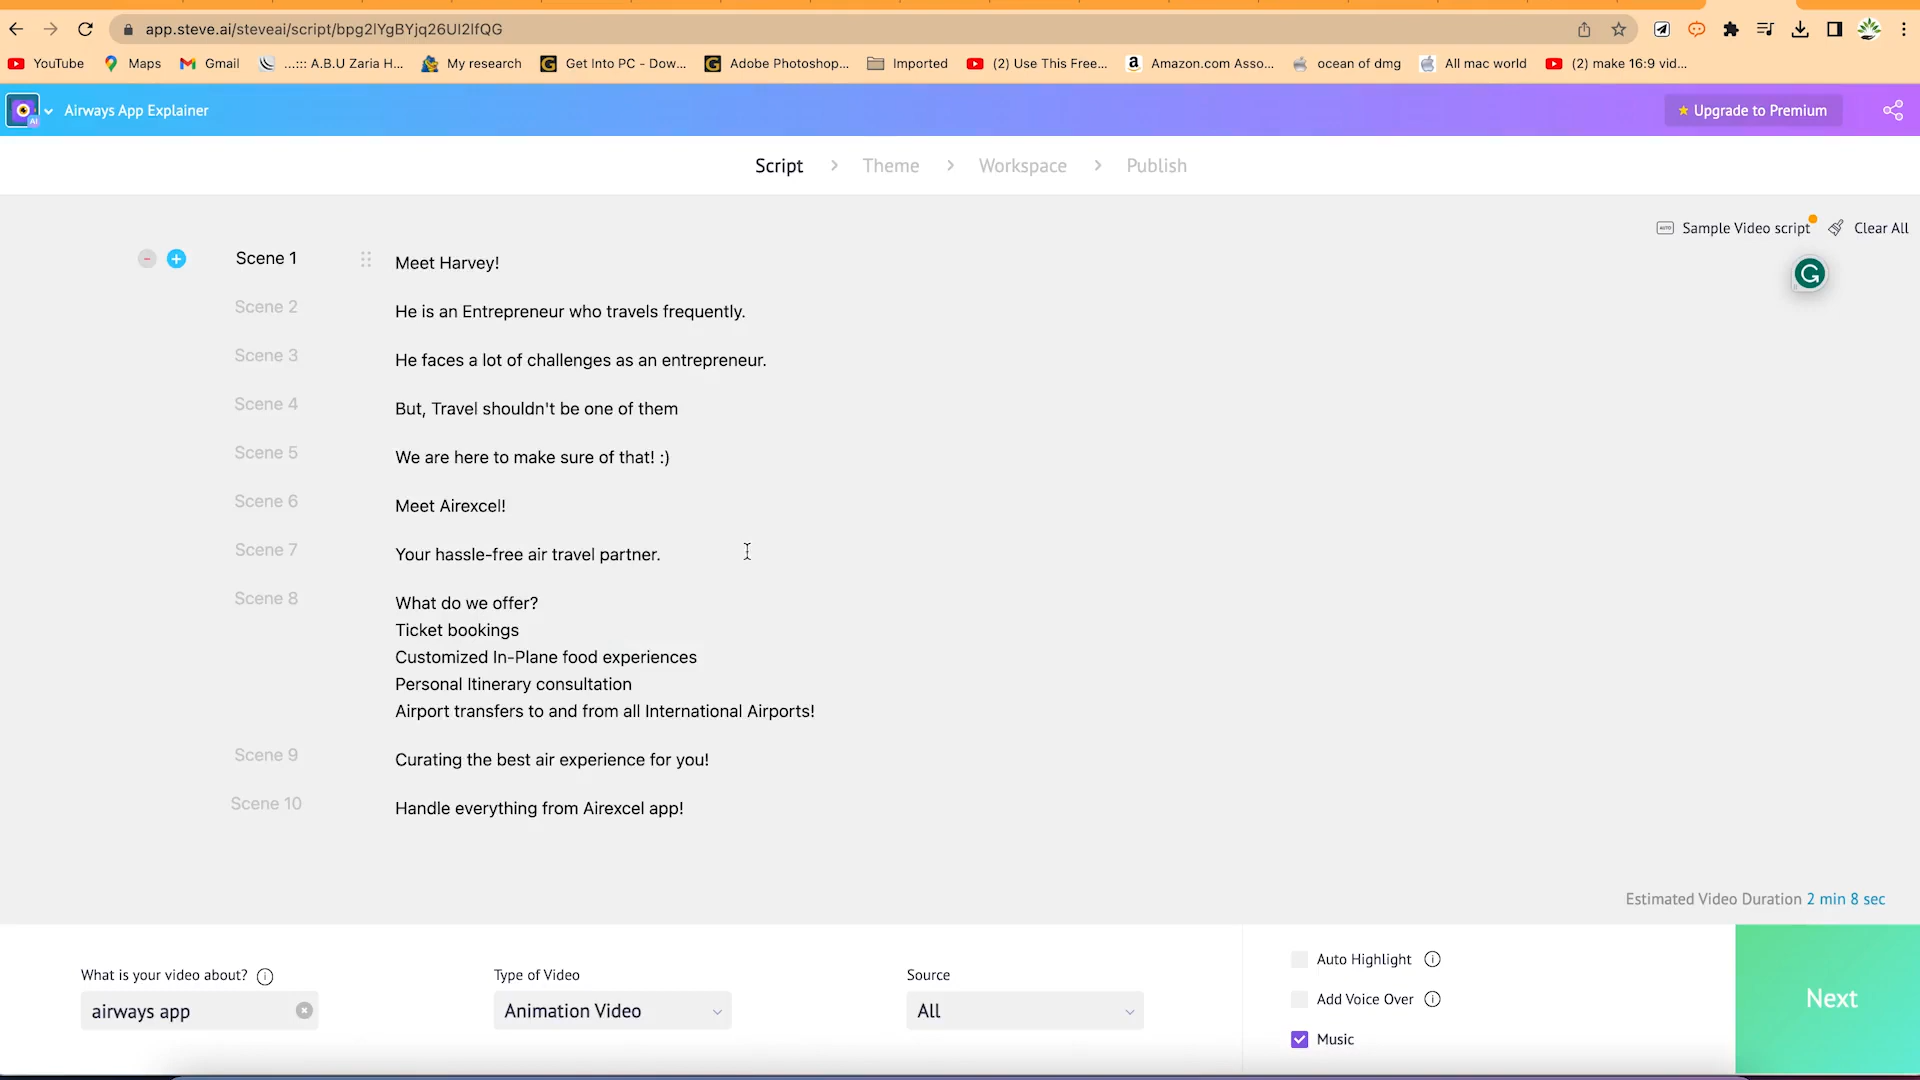 app.steve.ai/steveai/script/bpg2lYgBYjq26UI2lfQG
YouTube Maps Gmail ...::: A.B.U Zaria H... My research Get Into PC - Dow... Adobe Photoshop... Imported (2) Use This Free... a Amazon.com Asso... ocean of dmg All mac world (2) make 16:9 vid...
AI Airways App Explainer Upgrade to Premium
Script > Theme > Workspace > Publish
AUTO Sample Video script Clear All
Scene 1 Meet Harvey!
Scene 2 He is an Entrepreneur who travels frequently.
Scene 3 He faces a lot of challenges as an entrepreneur.
Scene 4 But, Travel shouldn't be one of them
Scene 5 We are here to make sure of that! :)
Scene 6 Meet Airexcel!
Scene 7 Your hassle-free air travel partner.
Scene 8 What do we offer?
Ticket bookings
Customized In-Plane food experiences
Personal Itinerary consultation
Airport transfers to and from all International Airports!
Scene 9 Curating the best air experience for you!
Scene 10 Handle everything from Airexcel app!
Estimated Video Duration 2 min 8 sec
What is your video about? Type of Video Source
airways app Animation Video All
Auto Highlight
Add Voice Over
Music
Next